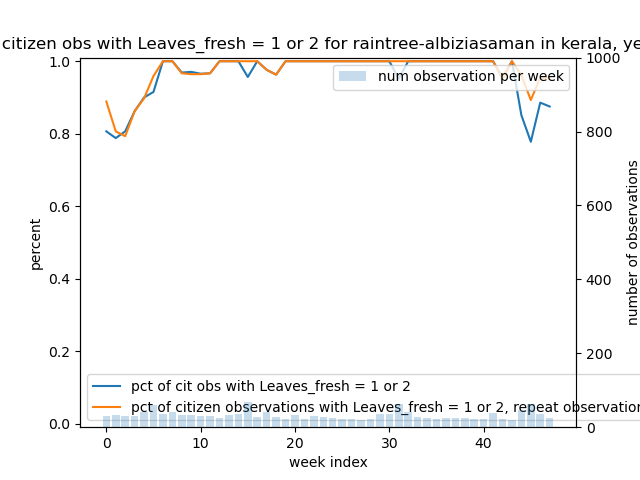 citizen obs with Leaves_fresh = 1 or 2 for raintree-albiziasaman in kerala, ye
num observation per week
1.0
0.8
0.6
0.4
0.2
0.0
percent
1000
800
600
400
200
0
number of observations
pct of cit obs with Leaves_fresh = 1 or 2
pct of citizen observations with Leaves_fresh = 1 or 2, repeat observation
0
10
20
30
40
week index